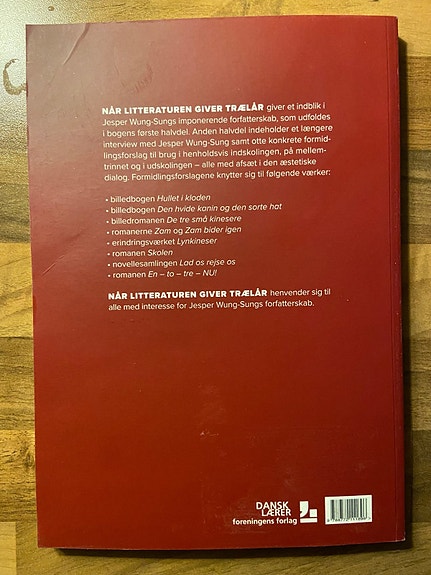 NÅR LITTERATUREN GIVER TRÆLÅR giver et indblik i
Jesper Wung-Sungs imponerende forfatterskab, som udfoldes
i bogens første halvdel. Anden halvdel indeholder et længere
interview med Jesper Wung-Sung samt otte konkrete formid-
lingsforslag til brug i henholdsvis indskolingen, på mellem-
trinnet og i udskolingen – alle med afsæt i den æstetiske
dialog. Formidlingsforslagene knytter sig til følgende værker:
• billedbogen Hullet i kloden
• billedbogen Den hvide kanin og den sorte hat
• billedromanen De tre små kinesere
• romanerne Zam og Zam bider igen
• erindringsværket Lynkineser
• romanen Skolen
• novellesamlingen Lad os rejse os
• romanen En – to – tre – NU!
NÅR LITTERATUREN GIVER TRÆLÅR henvender sig til
alle med interesse for Jesper Wung-Sungs forfatterskab.
DANSK
LÆRER
foreningens forlag